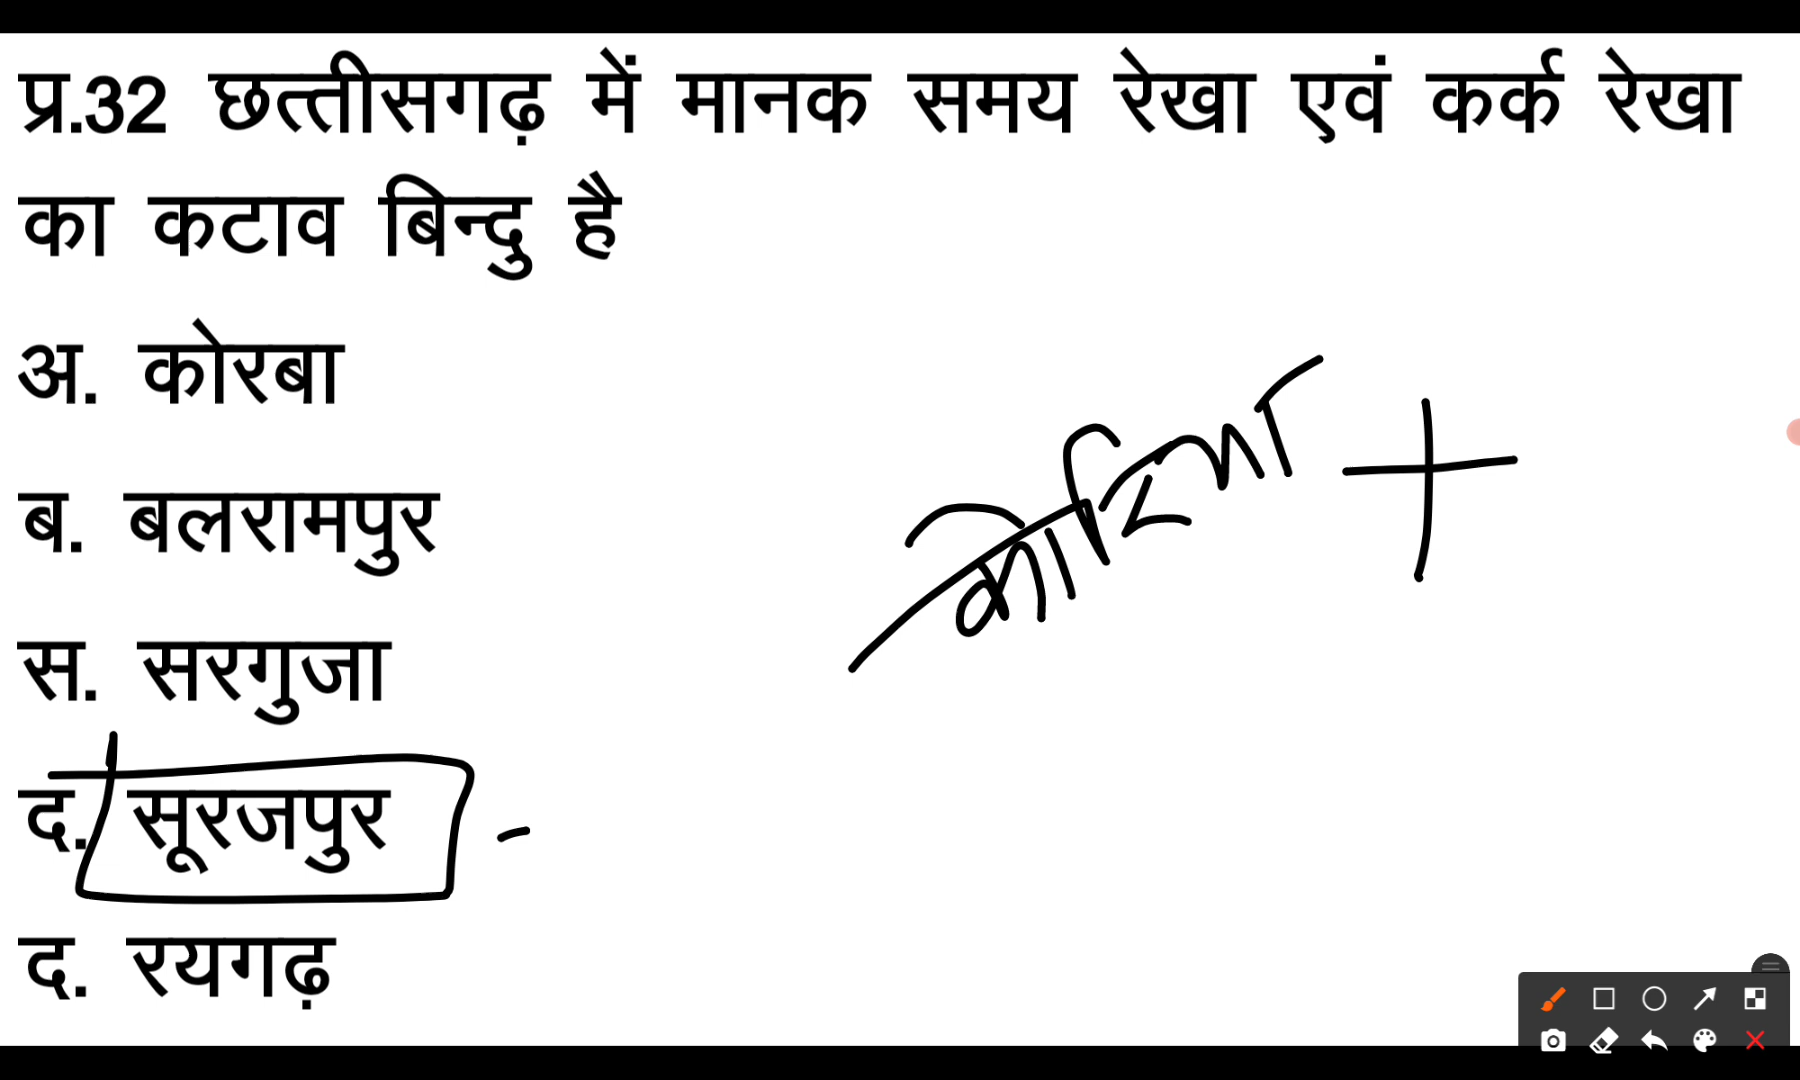 प्र.32 छत्तीसगढ़ में मानक समय रेखा एवं कर्क रेखा
का कटाव बिन्दु है
अ. कोरबा
ब. बलरामपुर
स. सरगुजा
द. सूरजपुर -
द. रयगढ़
कोरिया +